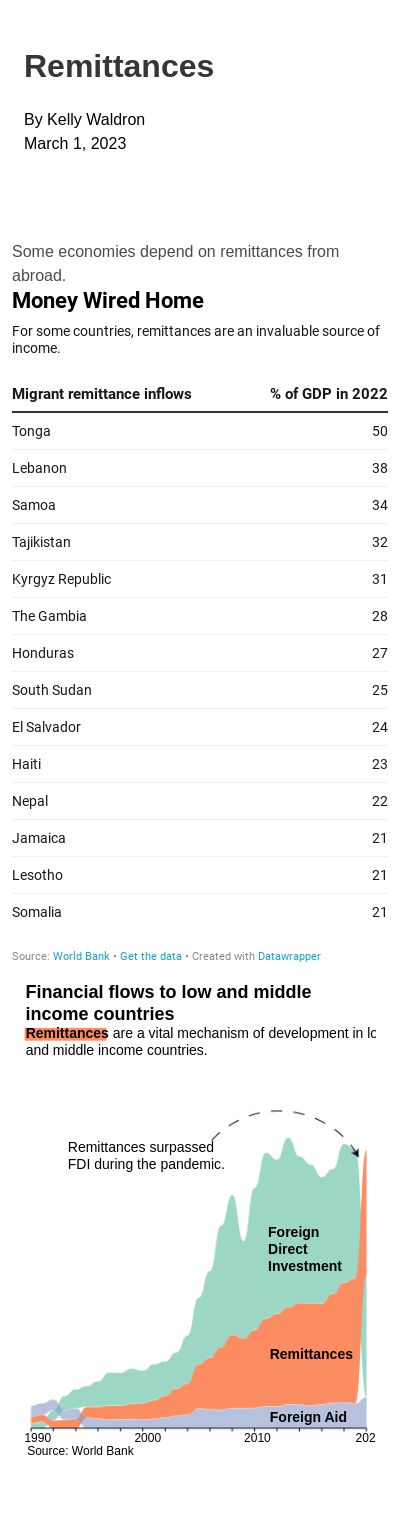 Remittances
By Kelly Waldron
March 1, 2023
Some economies depend on remittances from
abroad.
Money Wired Home
For some countries, remittances are an invaluable source of
income.
Migrant remittance inflows % of GDP in 2022
Tonga 50
Lebanon 38
Samoa 34
Tajikistan 32
Kyrgyz Republic 31
The Gambia 28
Honduras 27
South Sudan 25
El Salvador 24
Haiti 23
Nepal 22
Jamaica 21
Lesotho 21
Somalia 21
Source: World Bank • Get the data • Created with Datawrapper
Financial flows to low and middle
income countries
Remittances are a vital mechanism of development in lo
and middle income countries.
Remittances surpassed
FDI during the pandemic.
Foreign
Direct
Investment
Remittances
Foreign Aid
1990 2000 2010 202
Source: World Bank